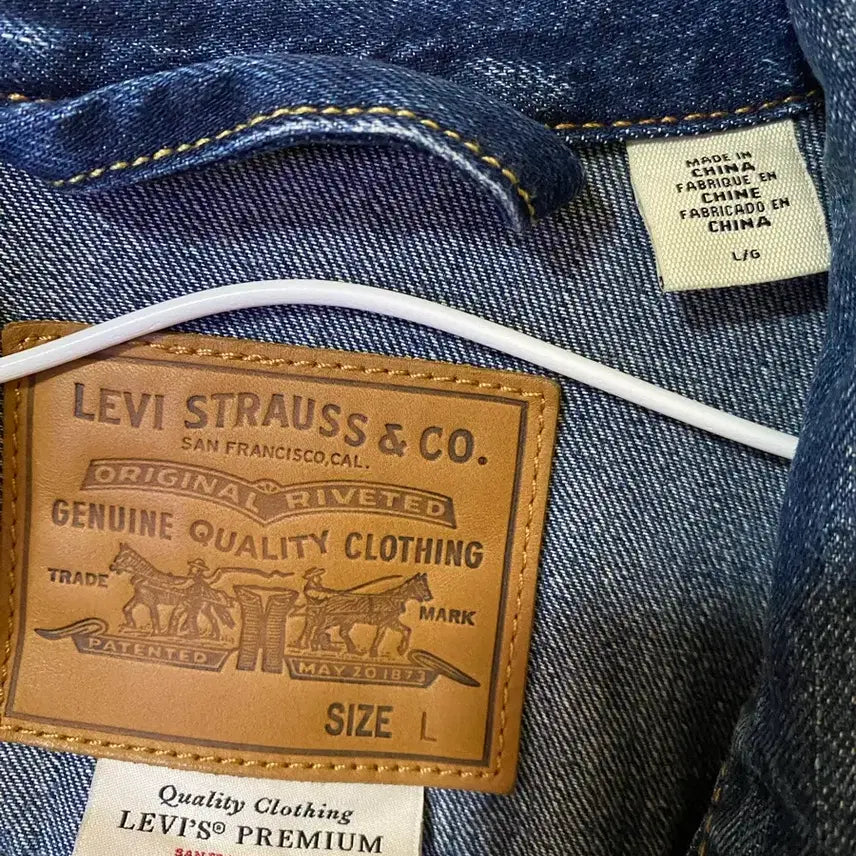 MADE IN
CHINA
FABRIQUE EN
CHINE
FABRICADO EN
CHINA
L/G
LEVI STRAUSS & CO.
SAN FRANCISCO, CAL.
ORIGINAL RIVETED
GENUINE QUALITY CLOTHING
TRADE MARK
PATENTED MAY 20 1873
SIZE L
Quality Clothing
LEVI'S® PREMIUM